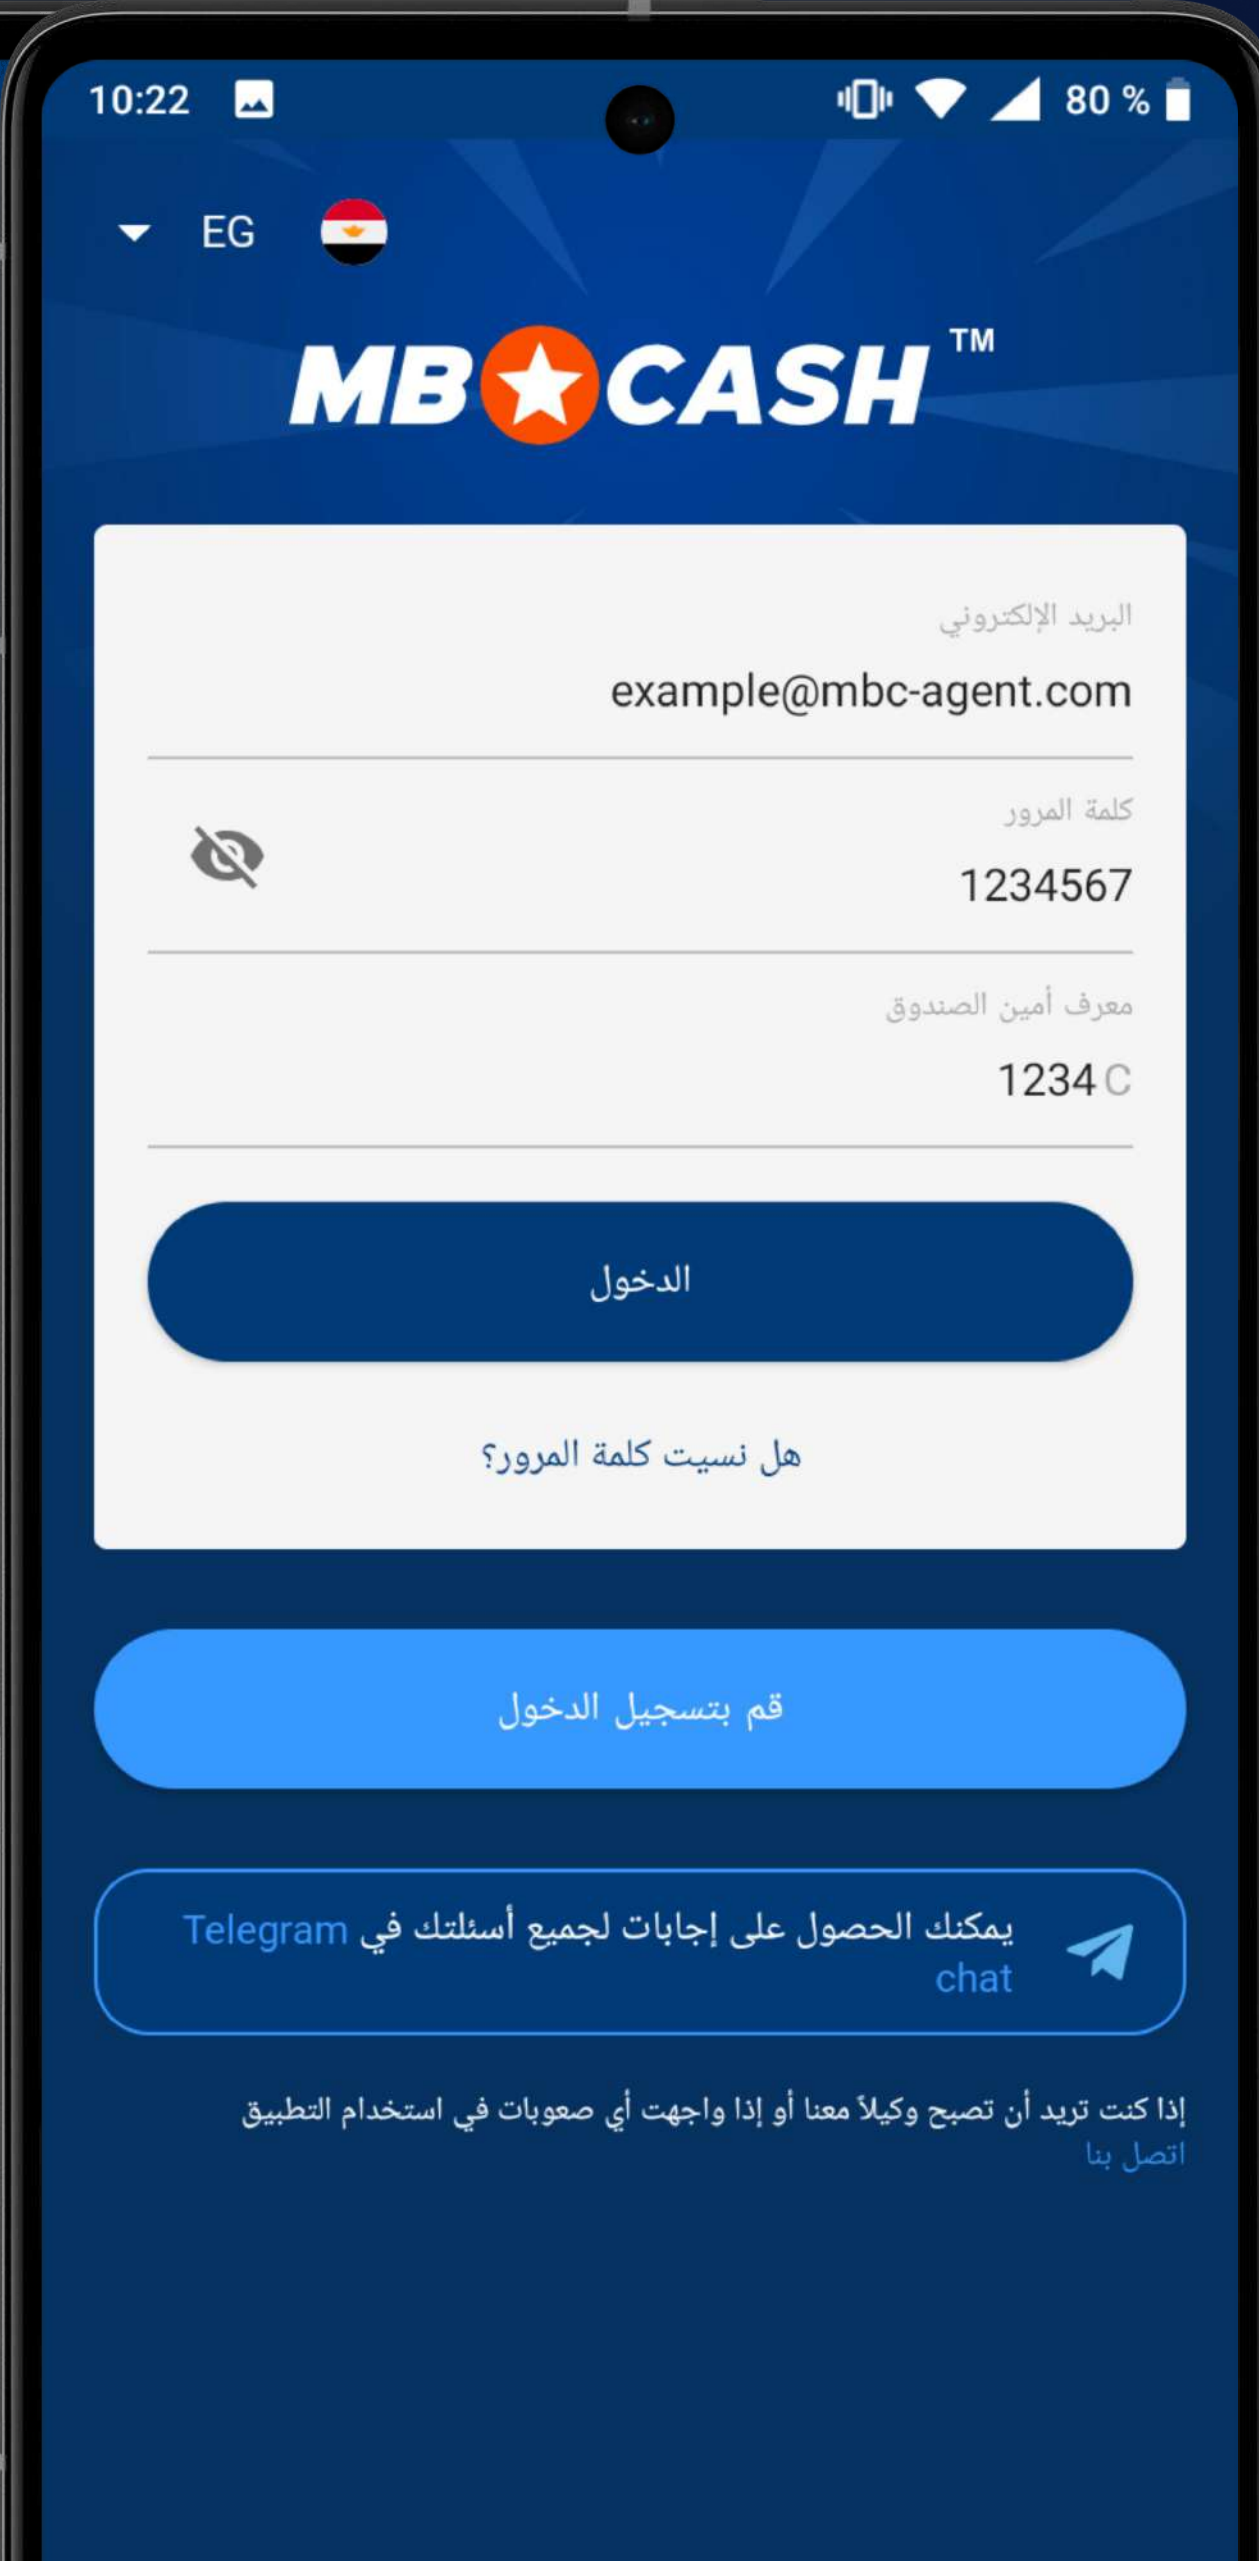 10:22
80 %
EG
MB CASH ™
البريد الإلكتروني
example@mbc-agent.com
كلمة المرور
1234567
معرف أمين الصندوق
1234 C
الدخول
هل نسيت كلمة المرور؟
قم بتسجيل الدخول
يمكنك الحصول على إجابات لجميع أسئلتك في Telegram
chat
إذا كنت تريد أن تصبح وكيلاً معنا أو إذا واجهت أي صعوبات في استخدام التطبيق
اتصل بنا